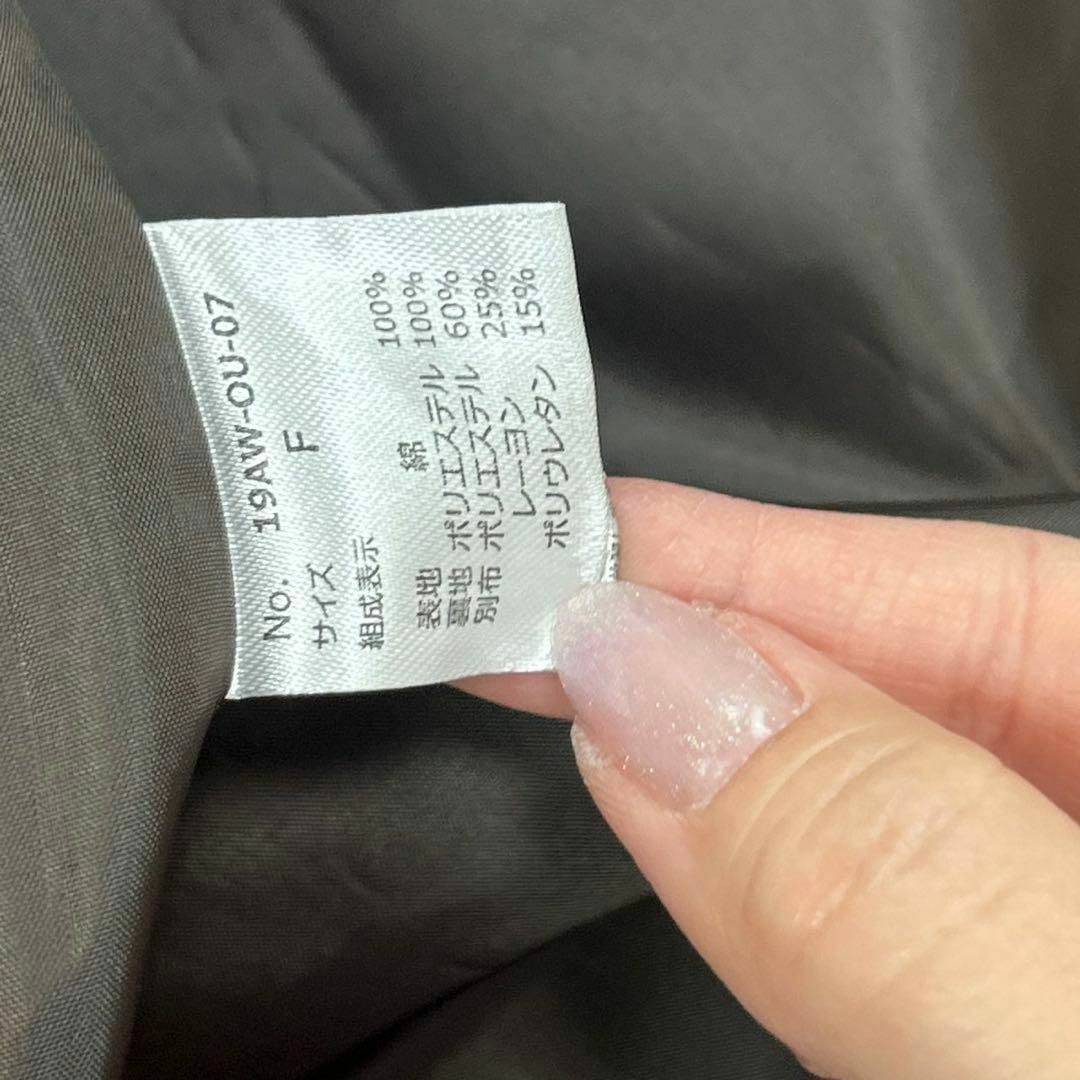 No. 19AW-OU-07
サイズ F
組成表示
表地 綿 100%
裏地 ポリエステル 100%
別布 ポリエステル 60%
レーヨン 25%
ポリウレタン 15%